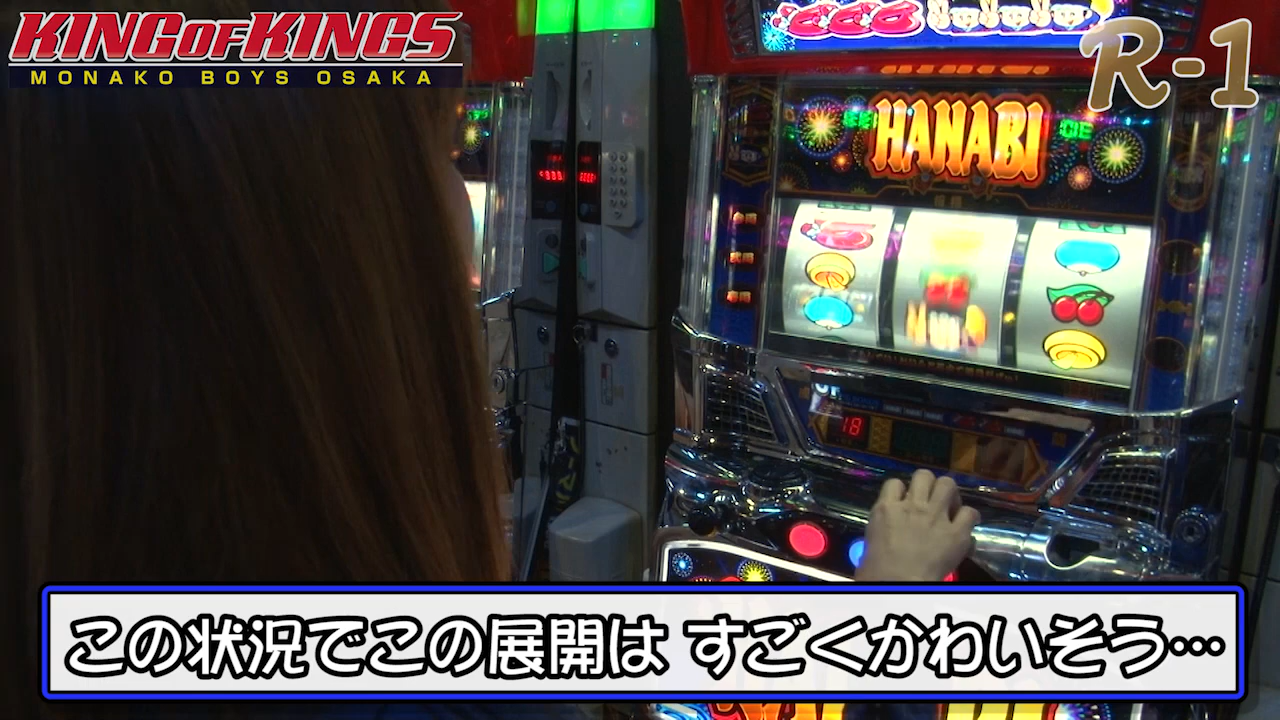 KING OF KINGS
MONAKO BOYS OSAKA
R-1
HANABI
18
この状況でこの展開は すごくかわいそう…